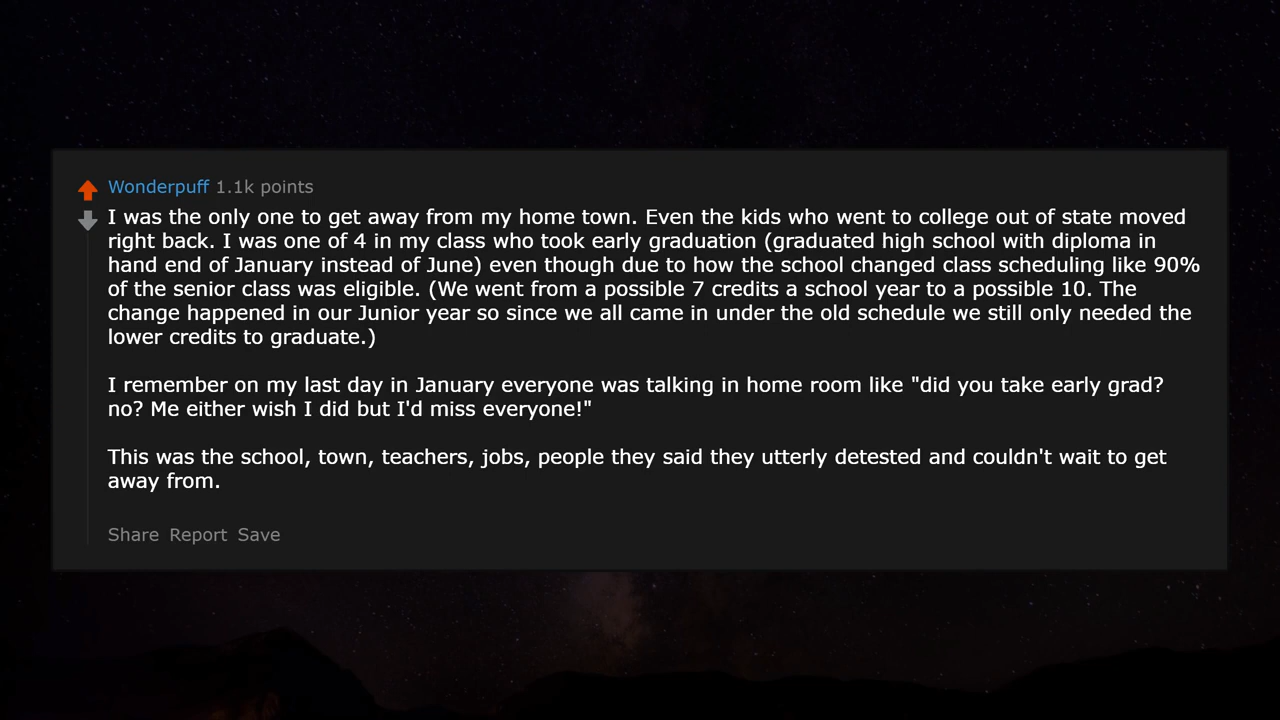 Wonderpuff 1.1k points
I was the only one to get away from my home town. Even the kids who went to college out of state moved
right back. I was one of 4 in my class who took early graduation (graduated high school with diploma in
hand end of January instead of June) even though due to how the school changed class scheduling like 90%
of the senior class was eligible. (We went from a possible 7 credits a school year to a possible 10. The
change happened in our Junior year so since we all came in under the old schedule we still only needed the
lower credits to graduate.)
I remember on my last day in January everyone was talking in home room like "did you take early grad?
no? Me either wish I did but I'd miss everyone!"
This was the school, town, teachers, jobs, people they said they utterly detested and couldn't wait to get
away from.
Share Report Save